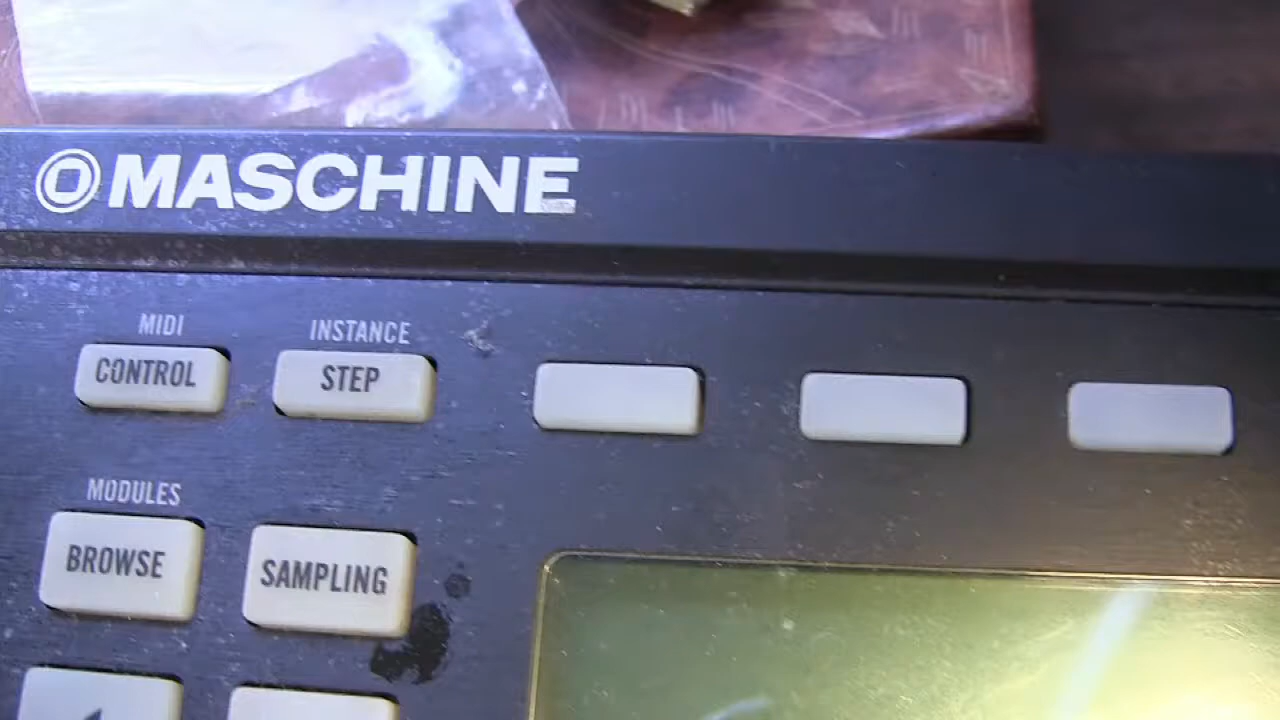 MASCHINE
MIDI
INSTANCE
CONTROL
STEP
MODULES
BROWSE
SAMPLING